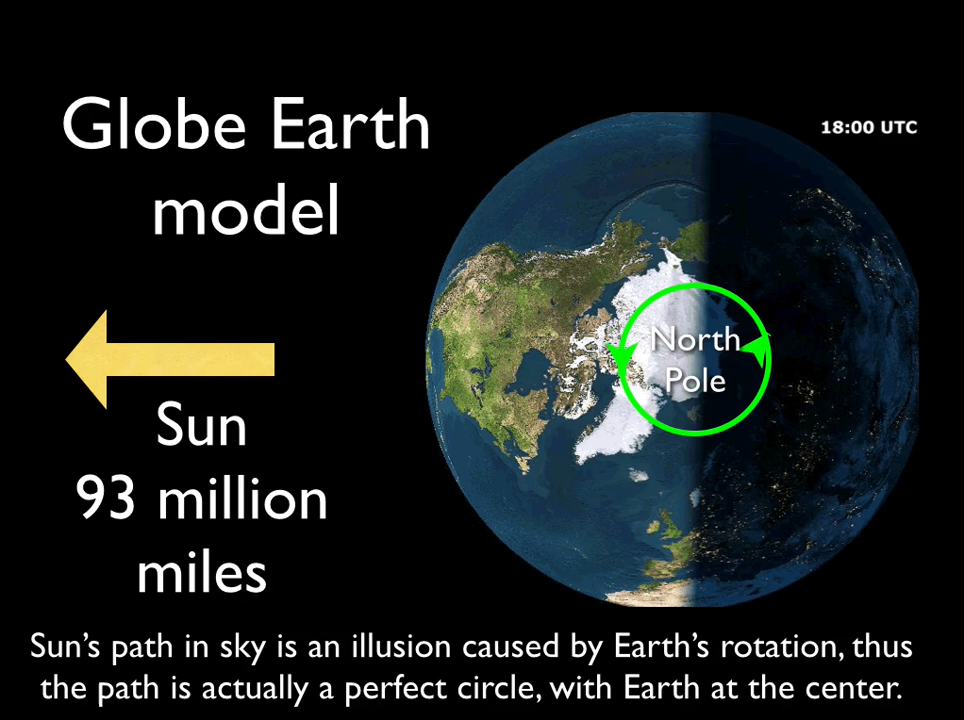 Globe Earth
model
18:00 UTC
North
Pole
Sun
93 million
miles
Sun’s path in sky is an illusion caused by Earth’s rotation, thus
the path is actually a perfect circle, with Earth at the center.